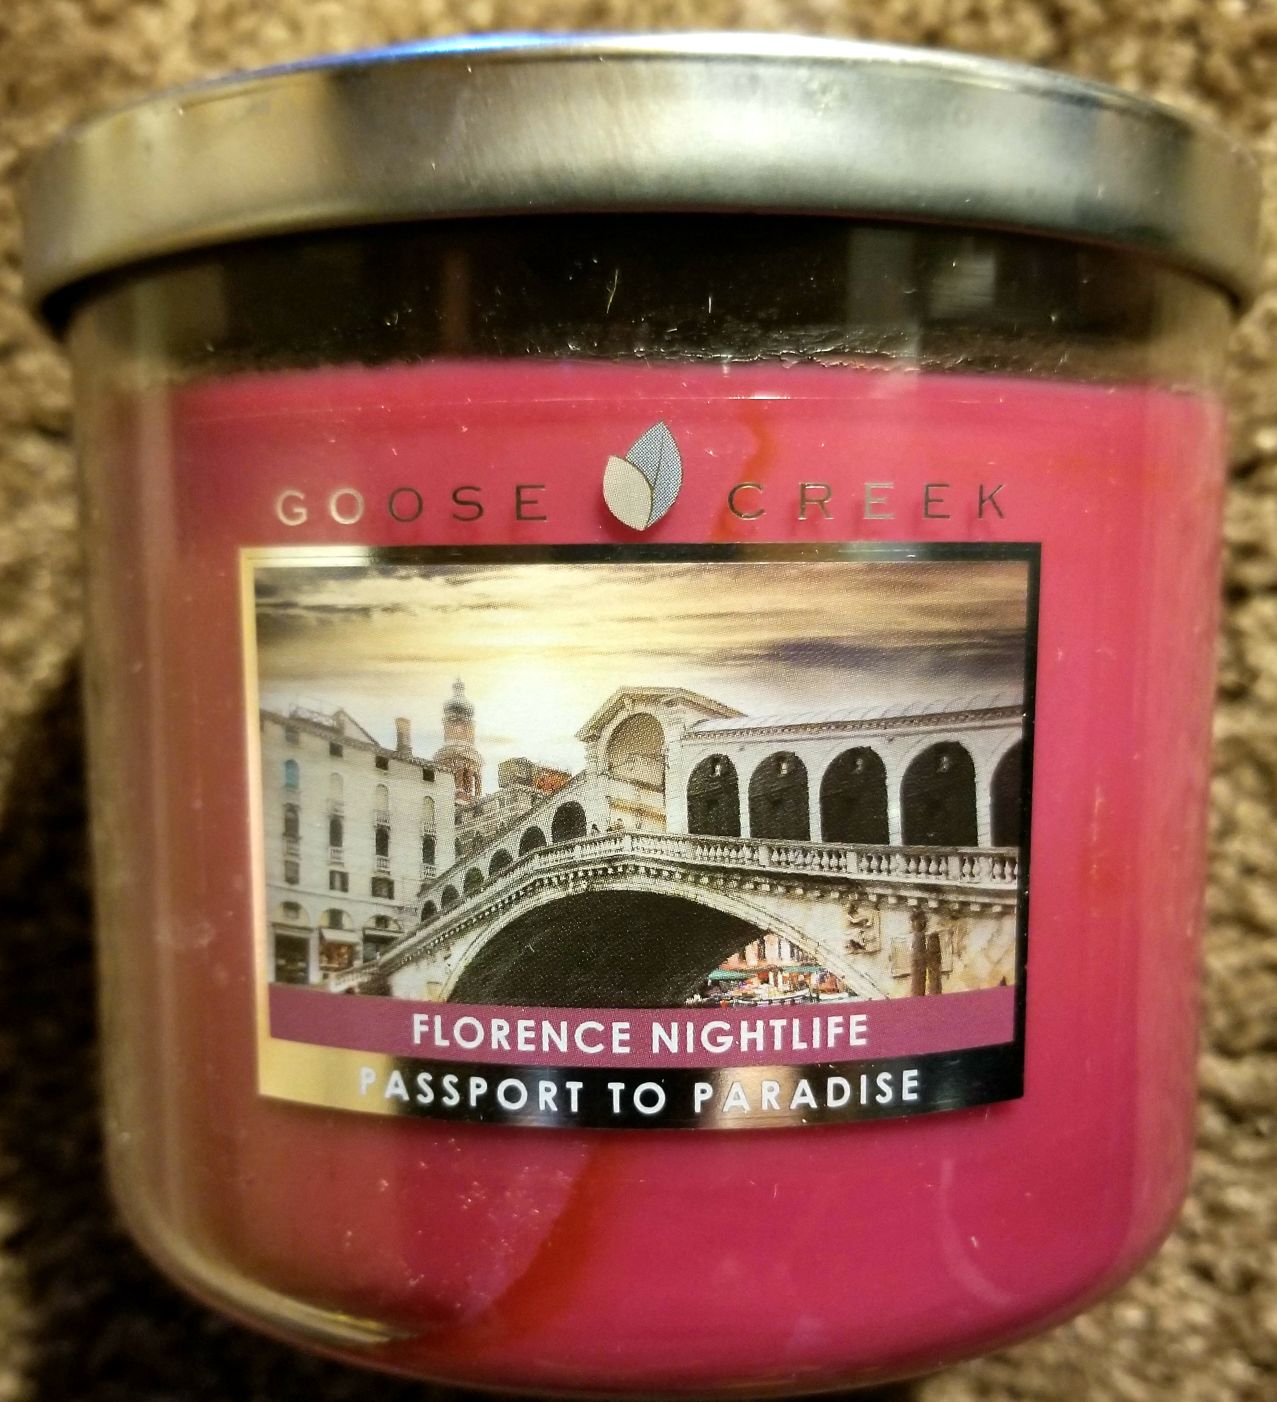 GOOSE CREEK
FLORENCE NIGHTLIFE
PASSPORT TO PARADISE